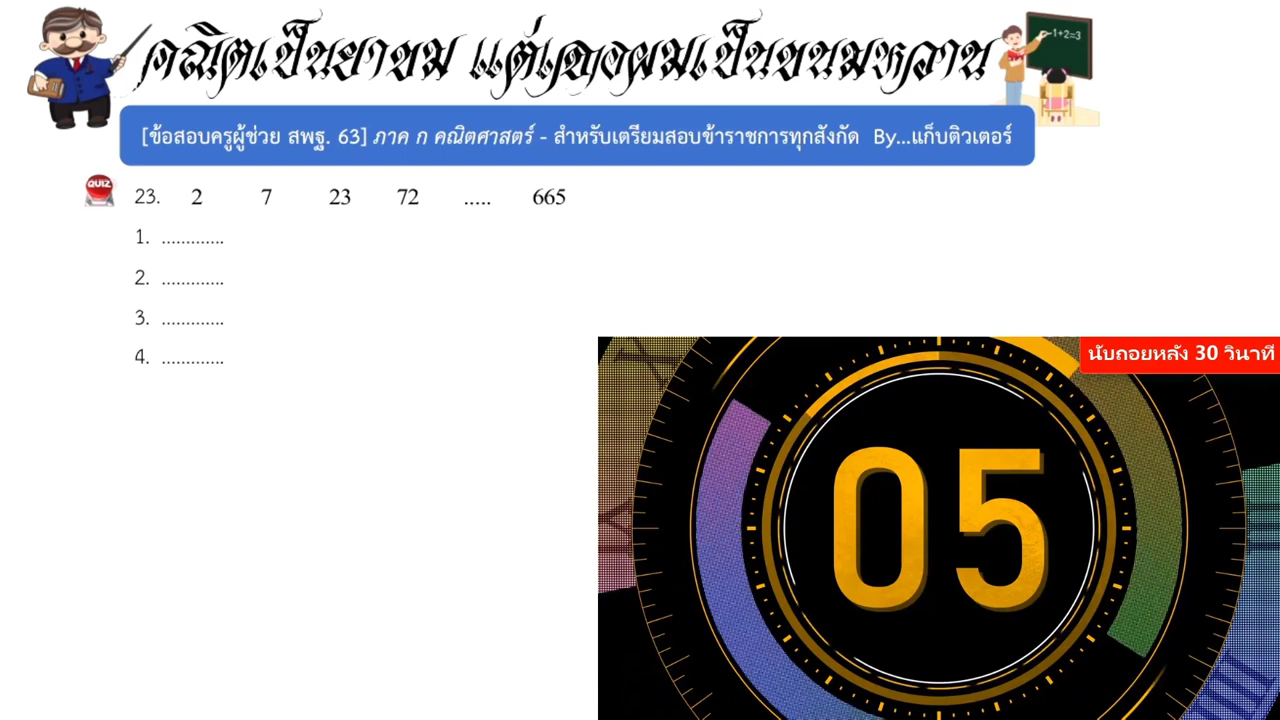 คณิตเป็นยาขม แต่เธอผมเป็นขนมหวาน
1+2=3
[ข้อสอบครูผู้ช่วย สพฐ. 63] ภาค ก คณิตศาสตร์ - สำหรับเตรียมสอบข้าราชการทุกสังกัด By...แก็บติวเตอร์
QUIZ
23. 2 7 23 72 ..... 665
1. .............
2. .............
3. .............
4. .............
นับถอยหลัง 30 วินาที
05